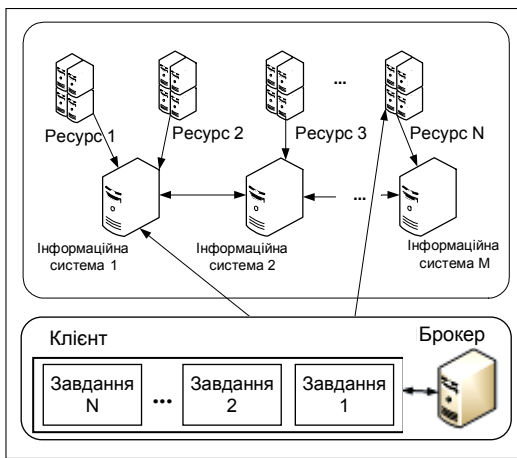 ...
Ресурс 1
Ресурс 2
Ресурс 3
Ресурс N
...
Інформаційна
система 1
Інформаційна
система 2
Інформаційна
система M
Клієнт
Брокер
Завдання
N
...
Завдання
2
Завдання
1